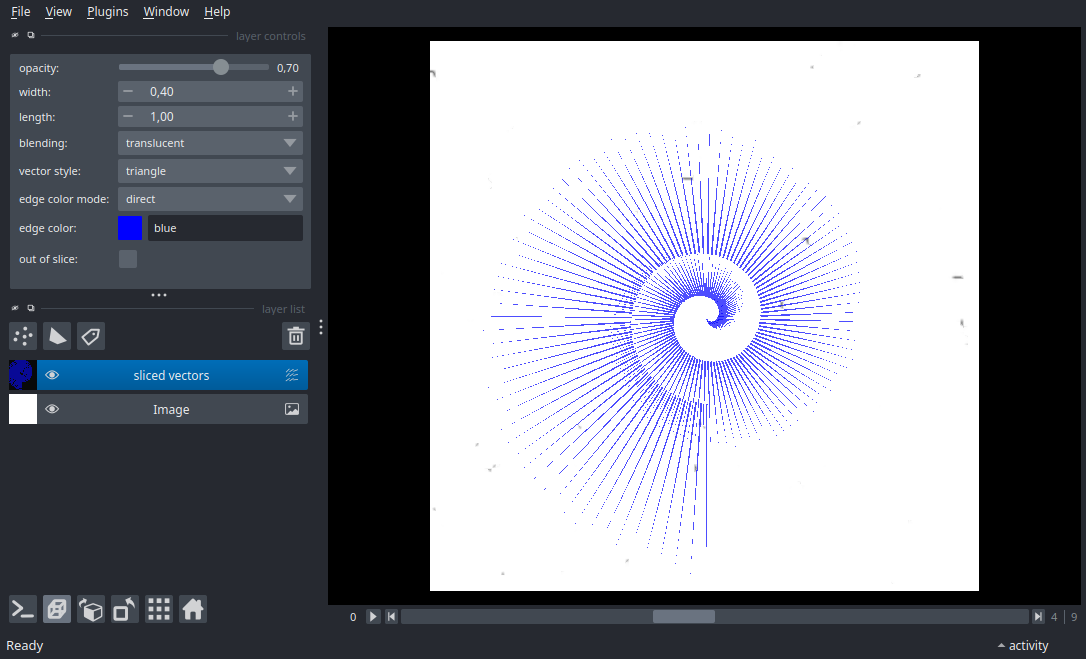 File View Plugins Window Help
layer controls
opacity: 0,70
width: 0,40
length: 1,00
blending: translucent
vector style: triangle
edge color mode: direct
edge color: blue
out of slice:
layer list
sliced vectors
Image
0 4 9
Ready activity